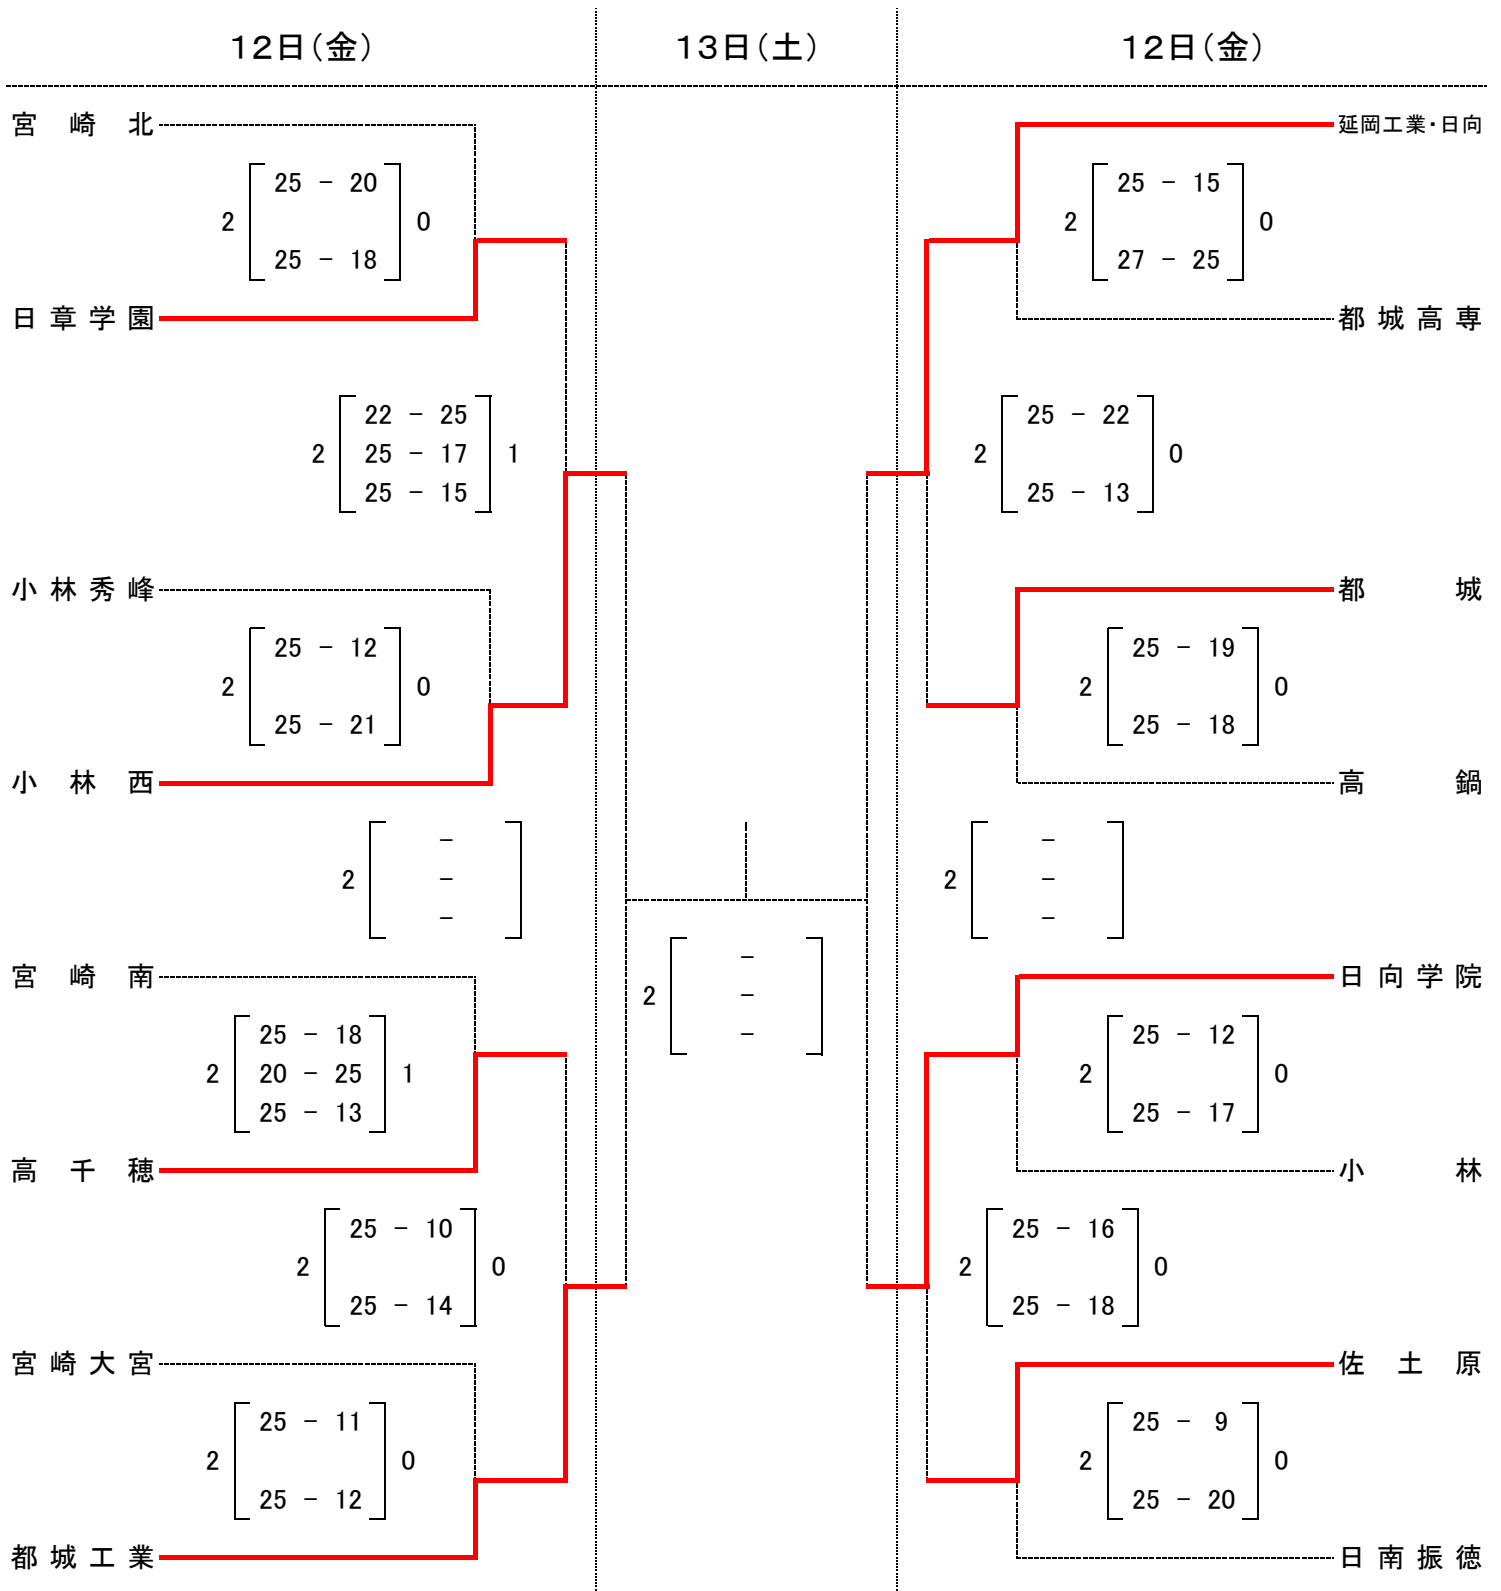 12日(金) 13日(土) 12日(金)
宮崎北 延岡工業・日向
25 - 20 25 - 15
2 0 2 0
25 - 18 27 - 25
日章学園 都城高専
22 - 25 25 - 22
2 25 - 17 1 2 0
25 - 15 25 - 13
小林秀峰 都城
25 - 12 25 - 19
2 0 2 0
25 - 21 25 - 18
小林西 高鍋
- -
2 - 2 -
- -
-
宮崎南 日向学院
2 -
25 - 18 - 25 - 12
2 20 - 25 1 2 0
25 - 13 25 - 17
高千穂 小林
25 - 10 25 - 16
2 0 2 0
25 - 14 25 - 18
宮崎大宮 佐土原
25 - 11 25 - 9
2 0 2 0
25 - 12 25 - 20
都城工業 日南振徳